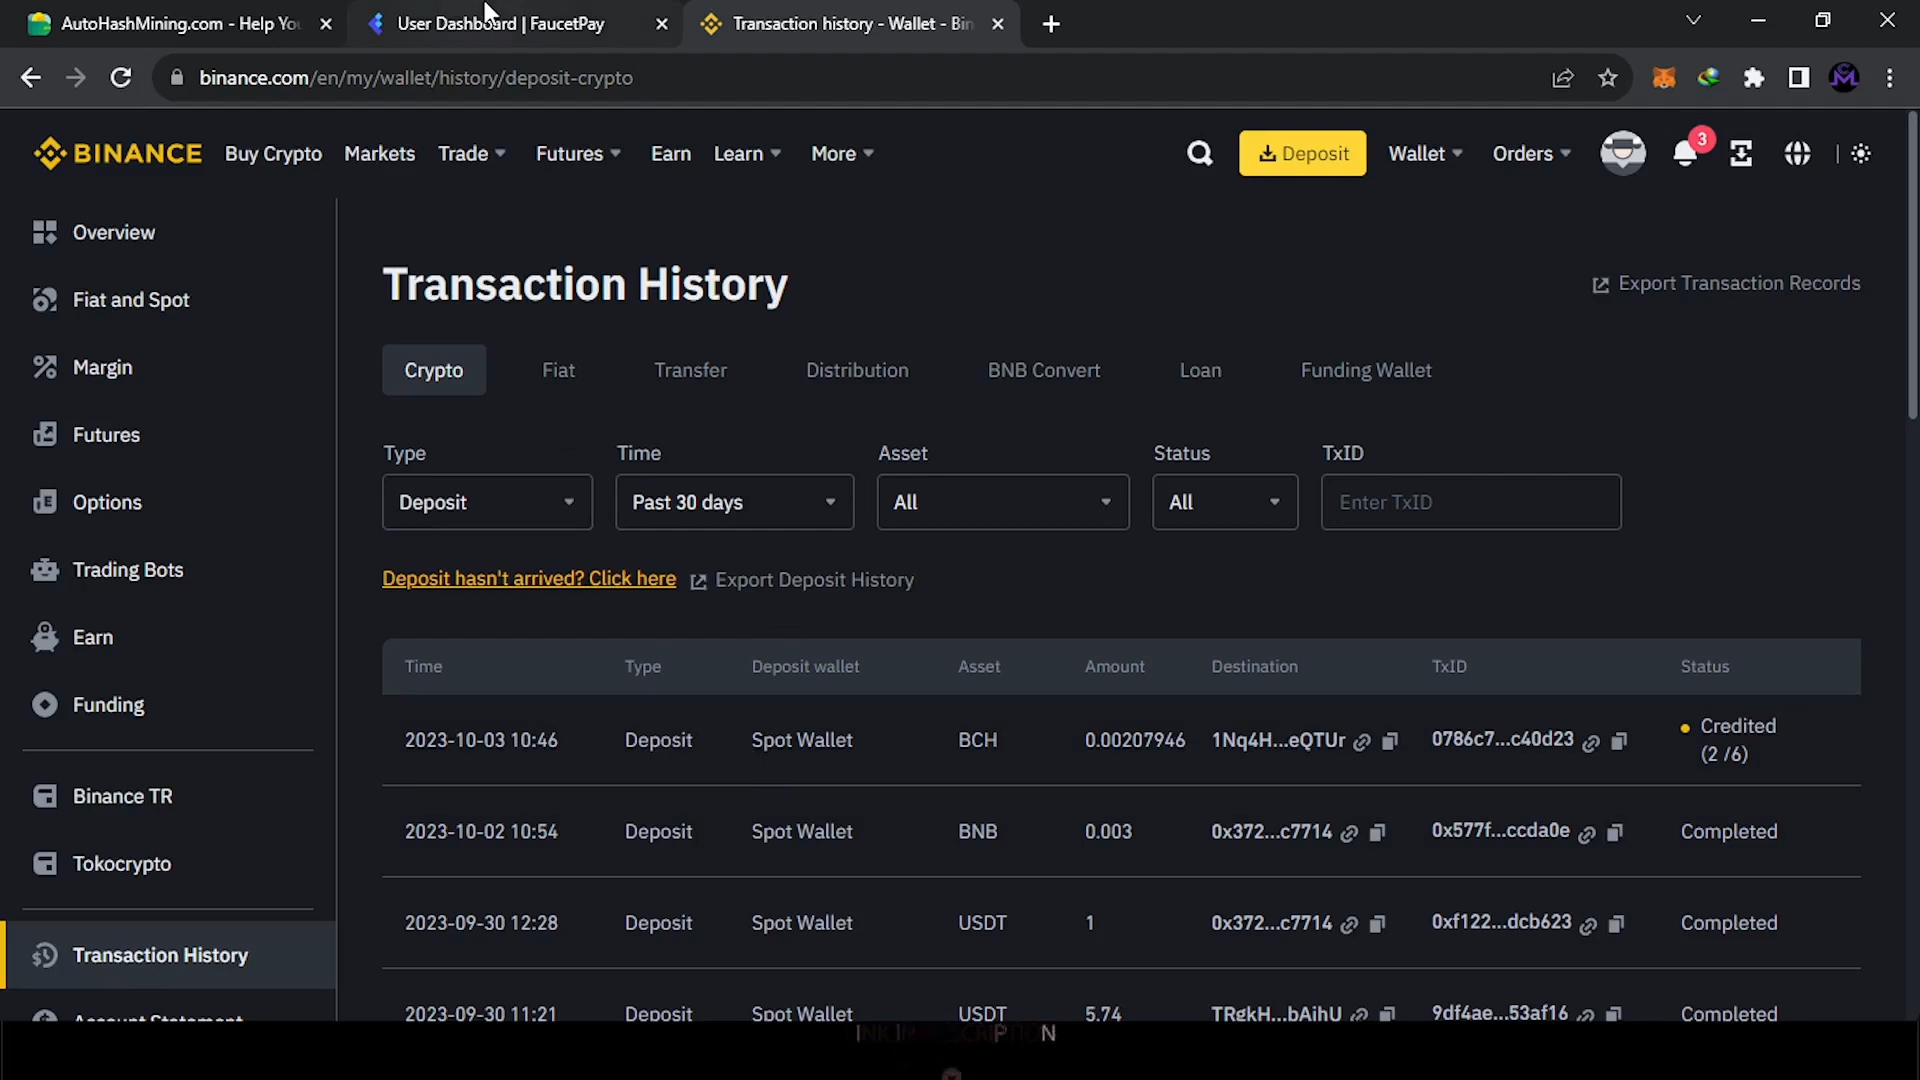 AutoHashMining.com - Help You
User Dashboard | FaucetPay
Transaction history - Wallet - Bin
binance.com/en/my/wallet/history/deposit-crypto
BINANCE Buy Crypto Markets Trade Futures Earn Learn More Deposit Wallet Orders 3
Overview
Fiat and Spot
Margin
Futures
Options
Trading Bots
Earn
Funding
Binance TR
Tokocrypto
Transaction History
Account Statement
Transaction History
Export Transaction Records
Crypto Fiat Transfer Distribution BNB Convert Loan Funding Wallet
Type Time Asset Status TxID
Deposit Past 30 days All All Enter TxID
Deposit hasn't arrived? Click here Export Deposit History
Time Type Deposit wallet Asset Amount Destination TxID Status
2023-10-03 10:46 Deposit Spot Wallet BCH 0.00207946 1Nq4H...eQTUr 0786c7...c40d23 Credited
(2 /6)
2023-10-02 10:54 Deposit Spot Wallet BNB 0.003 0x372...c7714 0x577f...ccda0e Completed
2023-09-30 12:28 Deposit Spot Wallet USDT 1 0x372...c7714 0xf122...dcb623 Completed
2023-09-30 11:21 Deposit Spot Wallet USDT 5.74 TRgkH...bAihU 9df4ae...53af16 Completed